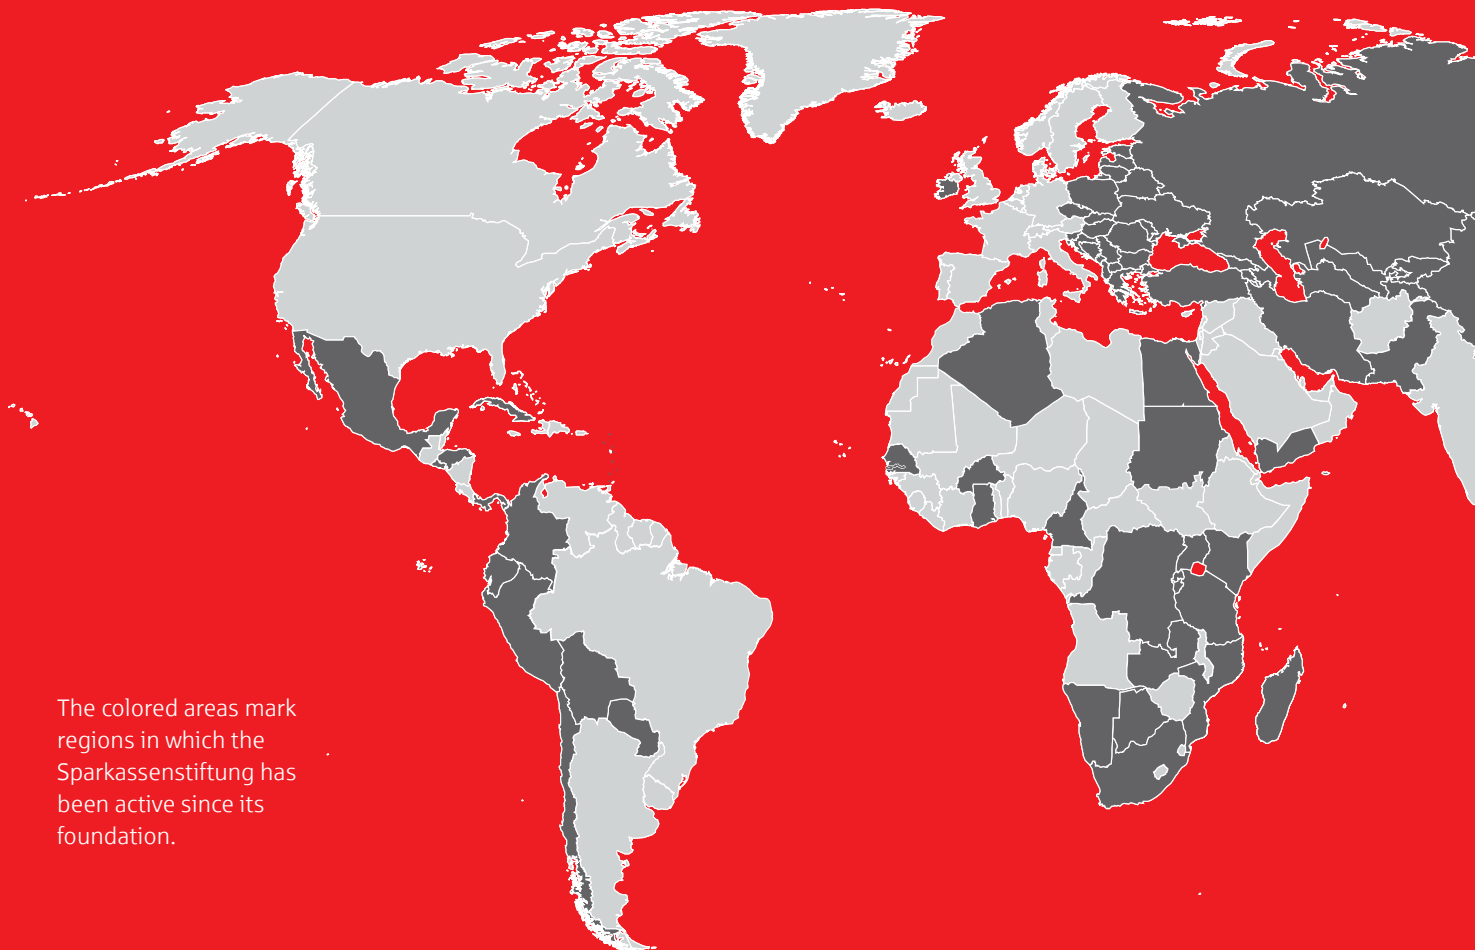 The colored areas mark
regions in which the
Sparkassenstiftung has
been active since its
foundation.